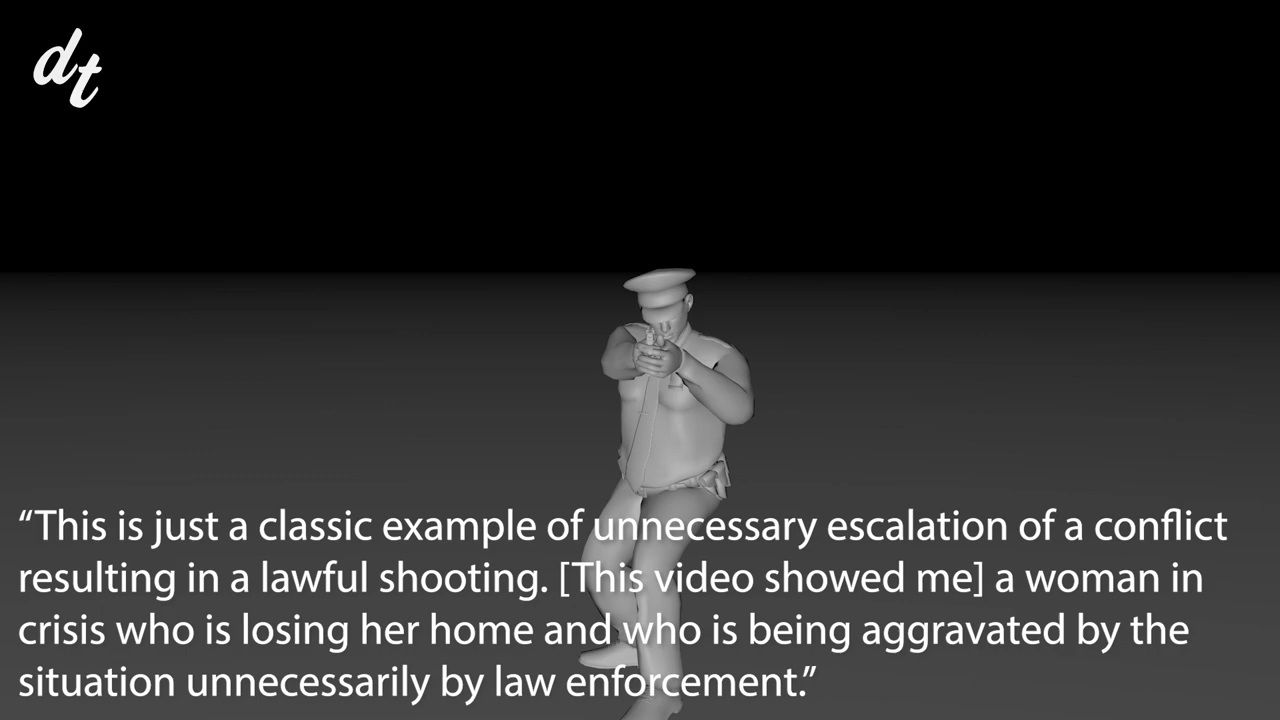 dt
“This is just a classic example of unnecessary escalation of a conflict
resulting in a lawful shooting. [This video showed me] a woman in
crisis who is losing her home and who is being aggravated by the
situation unnecessarily by law enforcement.”